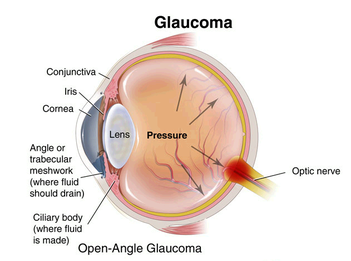 Glaucoma
Conjunctiva
Iris
Cornea
Lens
Pressure
Angle or
trabecular
meshwork
(where fluid
should drain)
Optic nerve
Ciliary body
(where fluid
is made)
Open-Angle Glaucoma